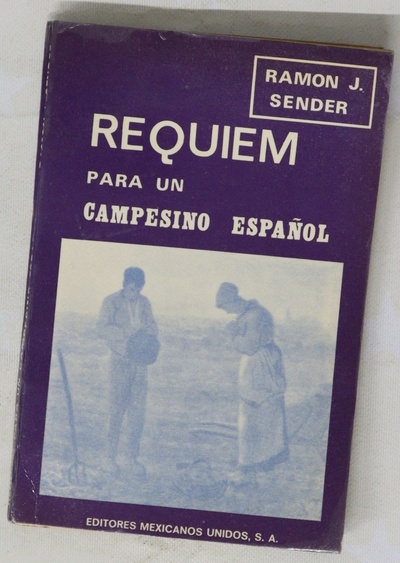 RAMON J.
SENDER
REQUIEM
PARA UN
CAMPESINO ESPAÑOL
EDITORES MEXICANOS UNIDOS, S. A.